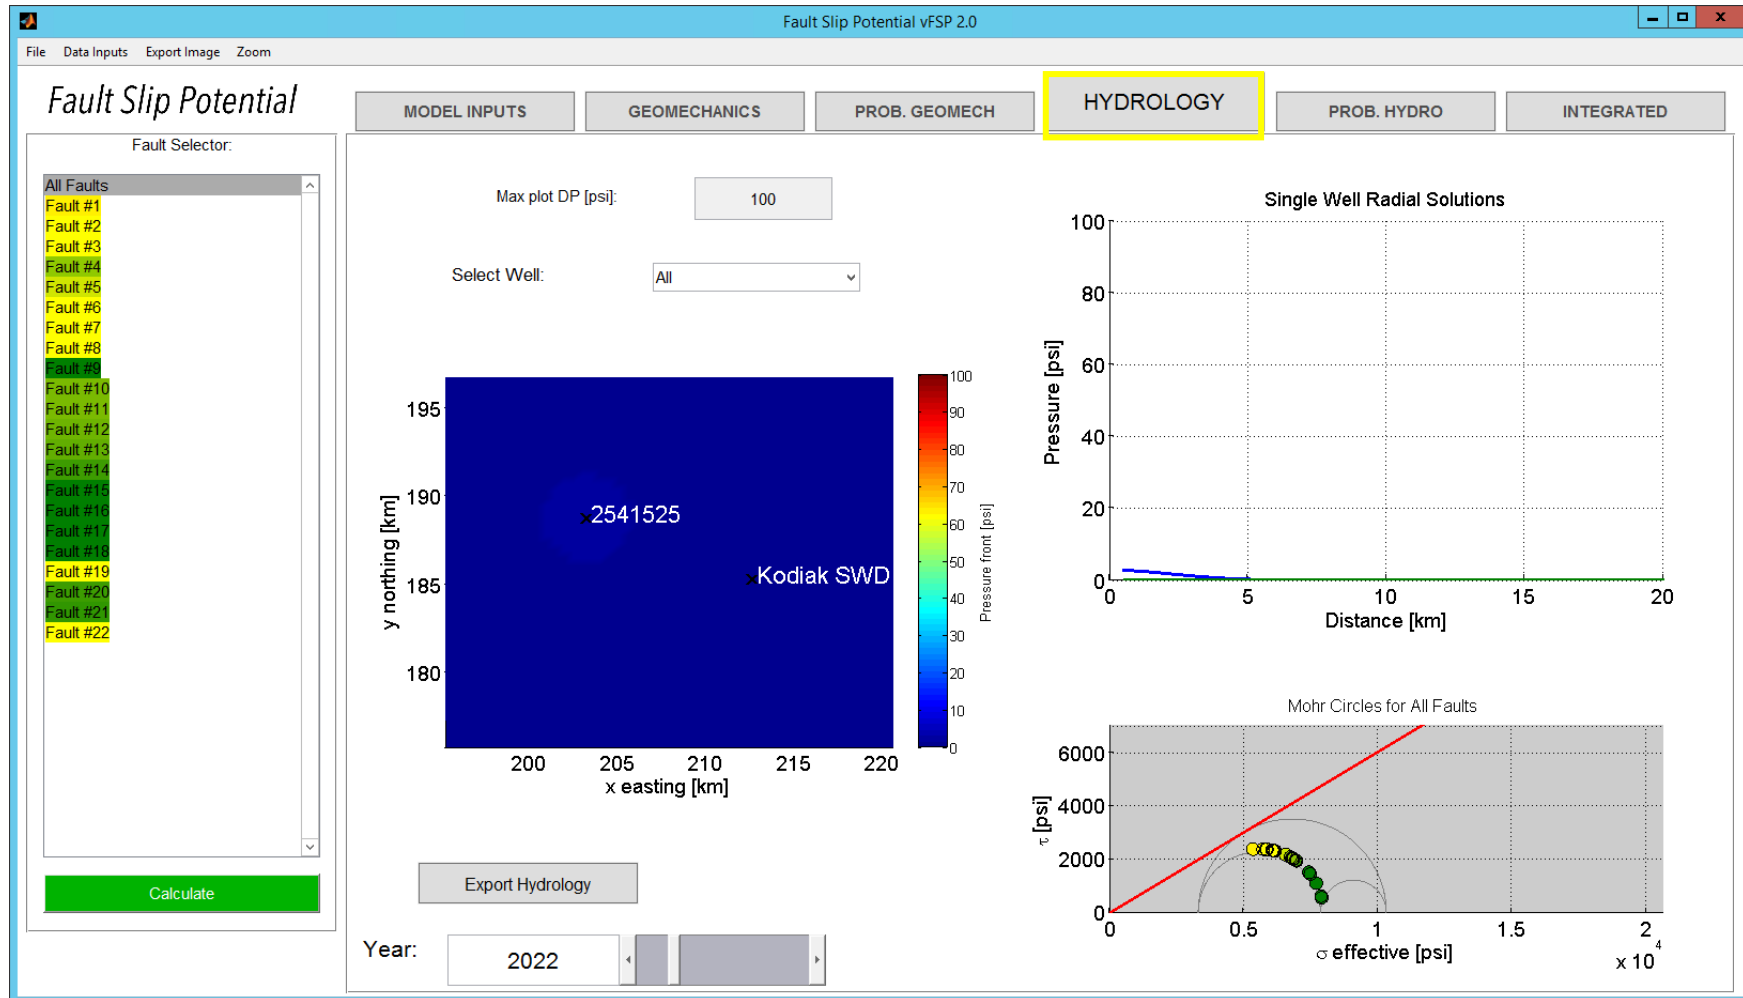 Fault Slip Potential vFSP 2.0
File Data Inputs Export Image Zoom
Fault Slip Potential
MODEL INPUTS GEOMECHANICS PROB. GEOMECH HYDROLOGY PROB. HYDRO INTEGRATED
Fault Selector:
All Faults
Fault #1
Fault #2
Fault #3
Fault #4
Fault #5
Fault #6
Fault #7
Fault #8
Fault #9
Fault #10
Fault #11
Fault #12
Fault #13
Fault #14
Fault #15
Fault #16
Fault #17
Fault #18
Fault #19
Fault #20
Fault #21
Fault #22
Calculate
Max plot DP [psi]: 100
Select Well: All
195
190
185
180
y northing [km]
2541525
Kodiak SWD
200 205 210 215 220
x easting [km]
100
90
80
70
60
50
40
30
20
10
0
Pressure front [psi]
Export Hydrology
Year: 2022
Single Well Radial Solutions
100
80
60
40
20
0
Pressure [psi]
0 5 10 15 20
Distance [km]
Mohr Circles for All Faults
6000
4000
2000
0
τ [psi]
0 0.5 1 1.5 2
σ effective [psi]
x 10⁴